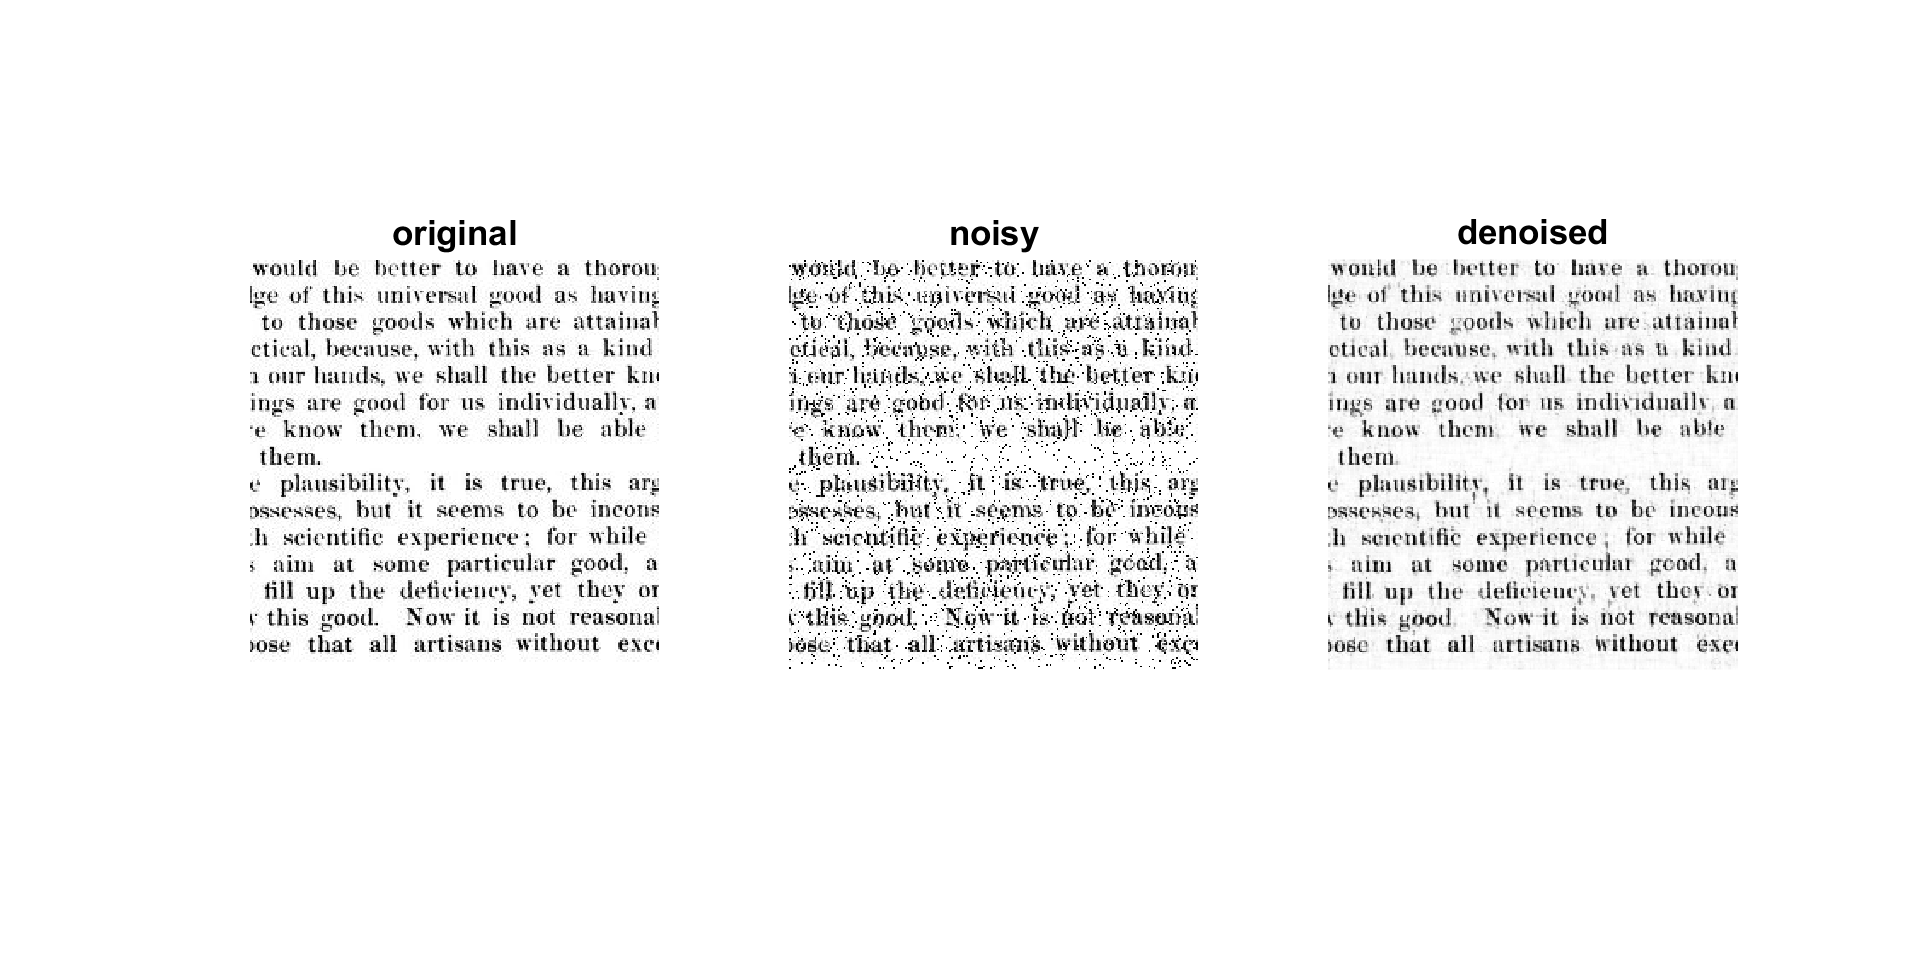 original
would be better to have a thorou
lge of this universal good as having
to those goods which are attainal
ctical, because, with this as a kind
our hands, we shall the better kn
ings are good for us individually, a
e know them, we shall be able
them.
e plausibility, it is true, this arg
ossesses, but it seems to be incons
h scientific experience; for while
s aim at some particular good, a
fill up the deficiency, yet they or
this good. Now it is not reasonal
pose that all artisans without exc
noisy
would be better to have a thorou
lge of this universal good as having
to those goods which are attainal
ctical, because, with this as a kind
our hands, we shall the better kn
ings are good for us individually, a
e know them, we shall be able
them.
e plausibility, it is true, this arg
ossesses, but it seems to be incons
h scientific experience; for while
s aim at some particular good, a
fill up the deficiency, yet they or
this good. Now it is not reasonal
pose that all artisans without exc
denoised
would be better to have a thorou
lge of this universal good as having
to those goods which are attainal
ctical, because, with this as a kind
our hands, we shall the better kn
ings are good for us individually, a
e know them, we shall be able
them.
e plausibility, it is true, this arg
ossesses, but it seems to be incons
h scientific experience; for while
s aim at some particular good, a
fill up the deficiency, yet they or
this good. Now it is not reasonal
pose that all artisans without exc